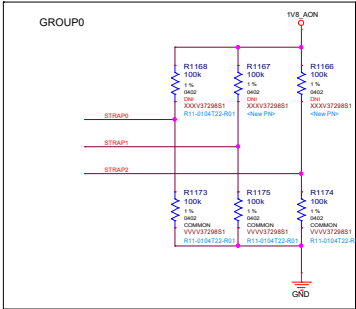 1V8_AON
GROUP0
R1168 R1167 R1166
100k 100k 100k
1 % 1 % 1 %
0402 0402 0402
DNI DNI DNI
XXXV37298S1 XXXV37298S1 XXXV37298S1
R11-0104T22-R01 <New PN> <New PN>
STRAP0
STRAP1
STRAP2
R1173 R1175 R1174
100k 100k 100k
1 % 1 % 1 %
0402 0402 0402
COMMON COMMON COMMON
VVVV37298S1 VVVV37298S1 VVVV37298S1
R11-0104T22-R01 R11-0104T22-R01 R11-0104T22-R
GND